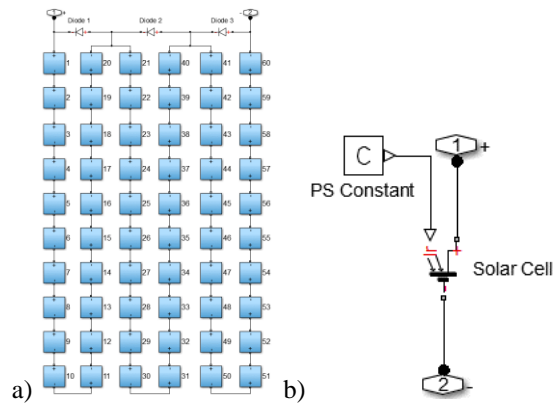 1 + - 2
Diode 1 Diode 2 Diode 3
1 20 21 40 41 60
2 19 22 39 42 59
3 18 23 38 43 58
4 17 24 37 44 57
5 16 25 36 45 56
6 15 26 35 46 55
7 14 27 34 47 54
8 13 28 33 48 53
9 12 29 32 49 52
10 11 30 31 50 51
a)
C
PS Constant
1 +
Ir
+
Solar Cell
2 -
b)